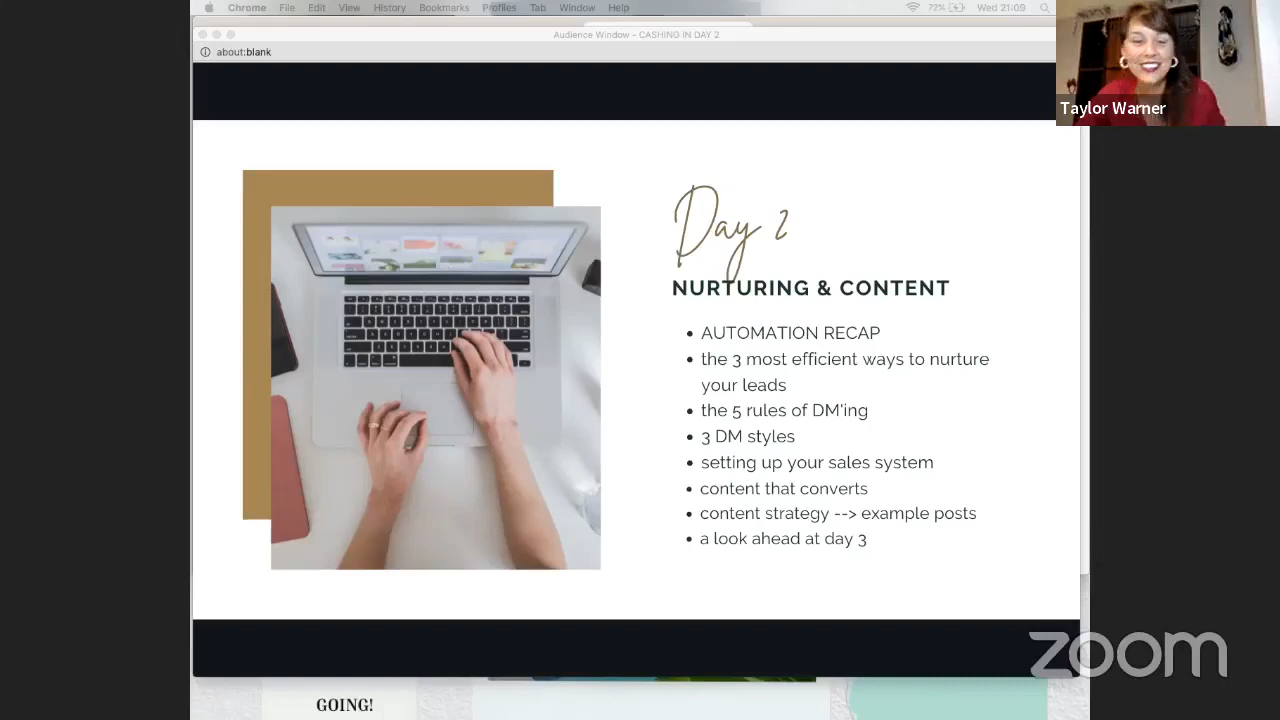 Chrome File Edit View History Bookmarks Profiles Tab Window Help 72% Wed 21:09
Audience Window - CASHING IN DAY 2
about:blank
Taylor Warner
Day 2
NURTURING & CONTENT
• AUTOMATION RECAP
• the 3 most efficient ways to nurture
your leads
• the 5 rules of DM'ing
• 3 DM styles
• setting up your sales system
• content that converts
• content strategy --> example posts
• a look ahead at day 3
zoom
GOING!